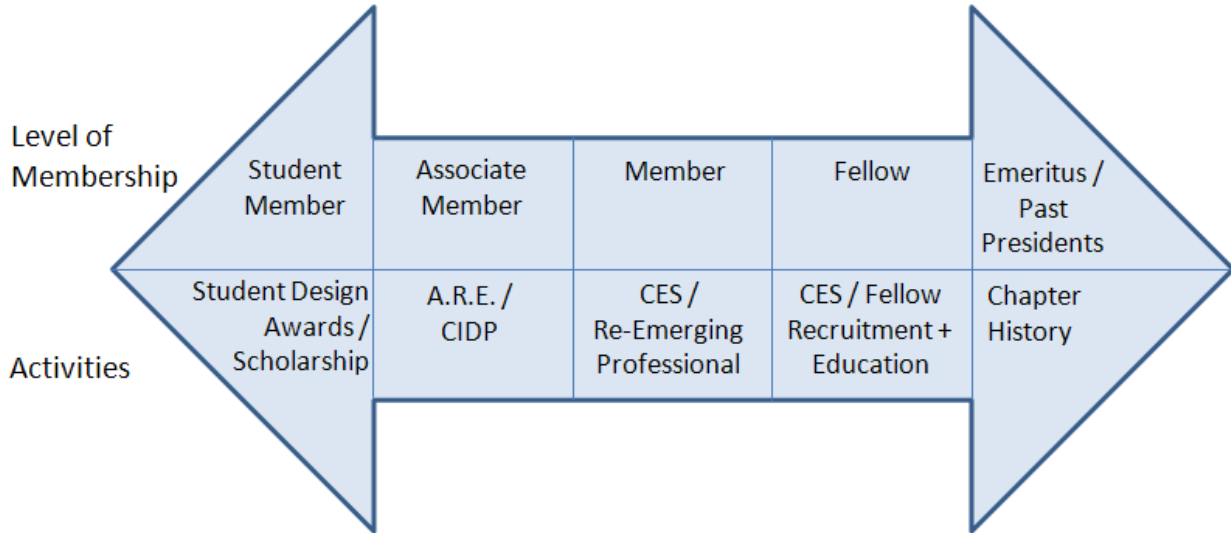 Level of
Membership
Student
Member
Associate
Member
Member
Fellow
Emeritus /
Past
Presidents
Activities
Student Design
Awards /
Scholarship
A.R.E. /
CIDP
CES /
Re-Emerging
Professional
CES / Fellow
Recruitment +
Education
Chapter
History